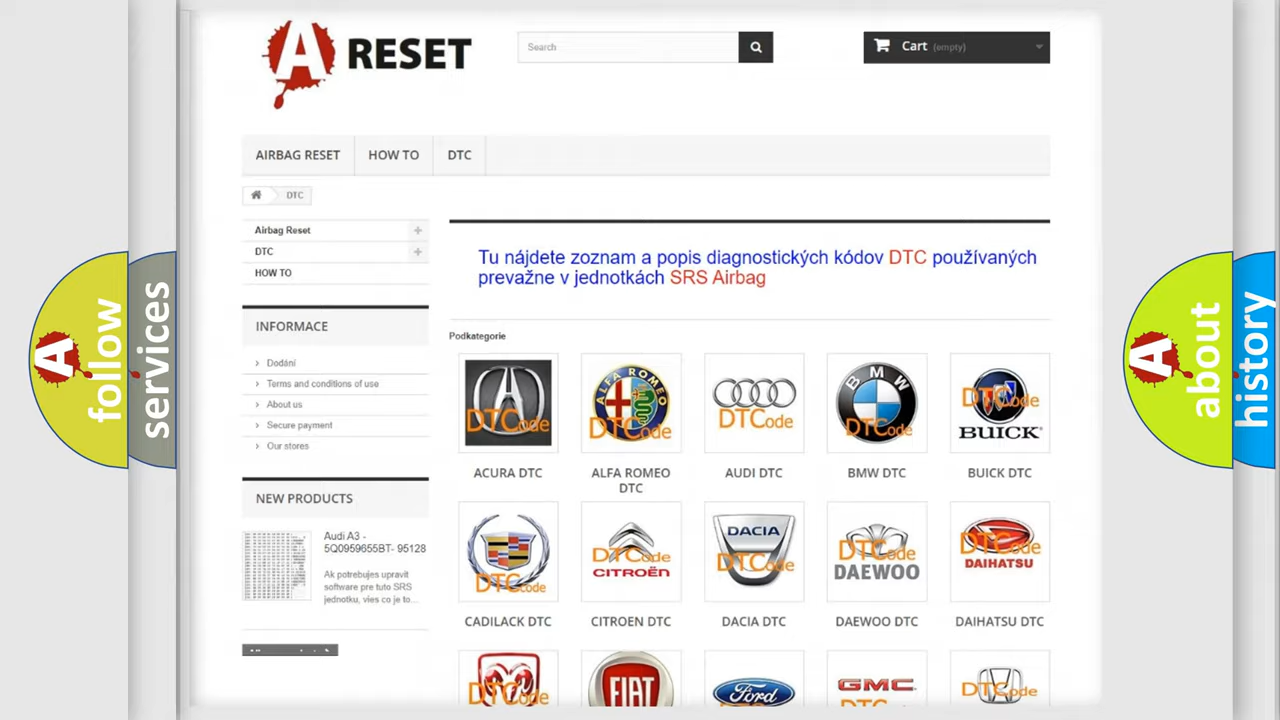 A RESET
Search
Cart (empty)
AIRBAG RESET
HOW TO
DTC
DTC
Airbag Reset
DTC
HOW TO
Tu nájdete zoznam a popis diagnostických kódov DTC používaných
prevažne v jednotkách SRS Airbag
INFORMACE
Dodání
Terms and conditions of use
About us
Secure payment
Our stores
NEW PRODUCTS
Audi A3 -
5Q0959655BT- 95128
Ak potrebujes upravit
software pre tuto SRS
jednotku, vies co je to...
Podkategorie
DTCode
ALFA ROMEO
DTCode
DTCode
BMW
DTCode
DTCode
BUICK
ACURA DTC
ALFA ROMEO
DTC
AUDI DTC
BMW DTC
BUICK DTC
DTCode
DTCode
CITROËN
DACIA
DTCode
DTCode
DAEWOO
DTCode
DAIHATSU
CADILACK DTC
CITROEN DTC
DACIA DTC
DAEWOO DTC
DAIHATSU DTC
DTCode
FIAT
Ford
GMC
DTCode
A follow
services
A about
history